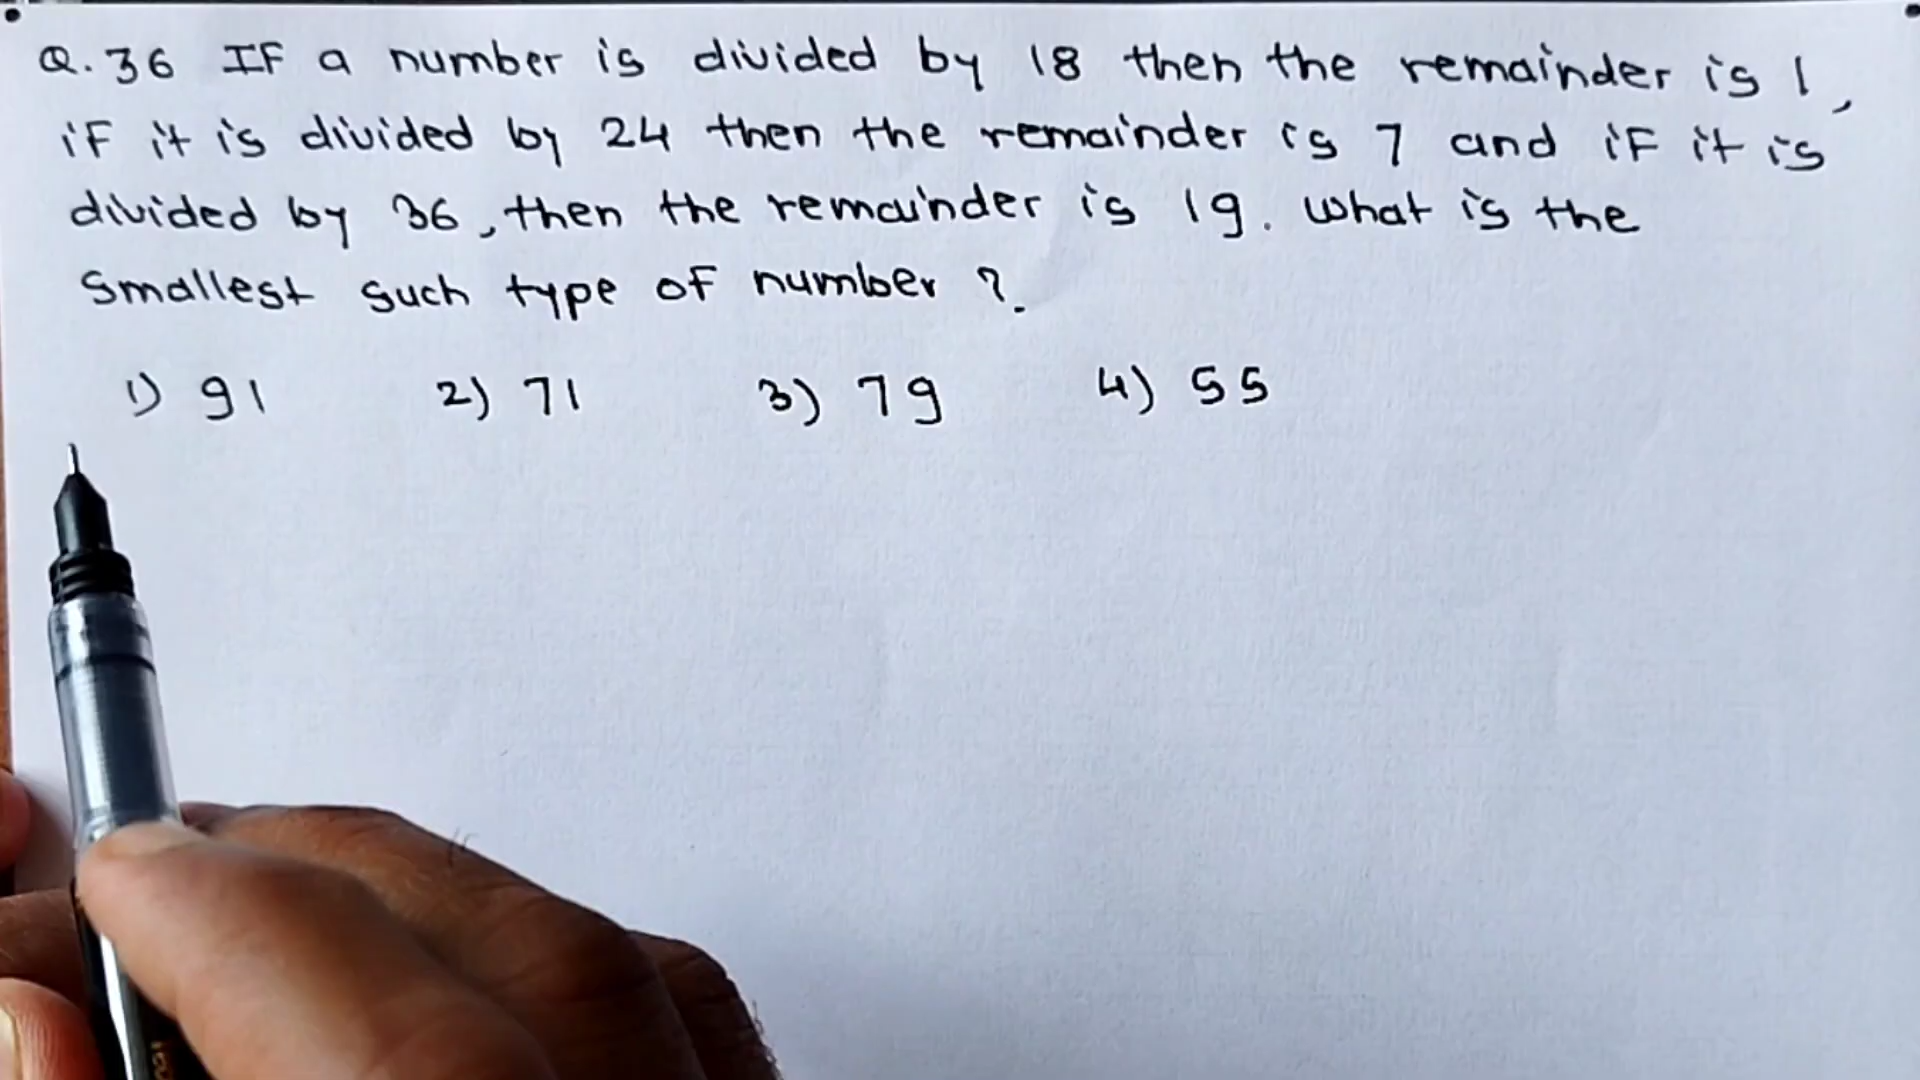 Q.36 IF a number is divided by 18 then the remainder is 1,
if it is divided by 24 then the remainder is 7 and if it is
divided by 36, then the remainder is 19. What is the
Smallest such type of number ?.
1) 91 2) 71 3) 79 4) 55